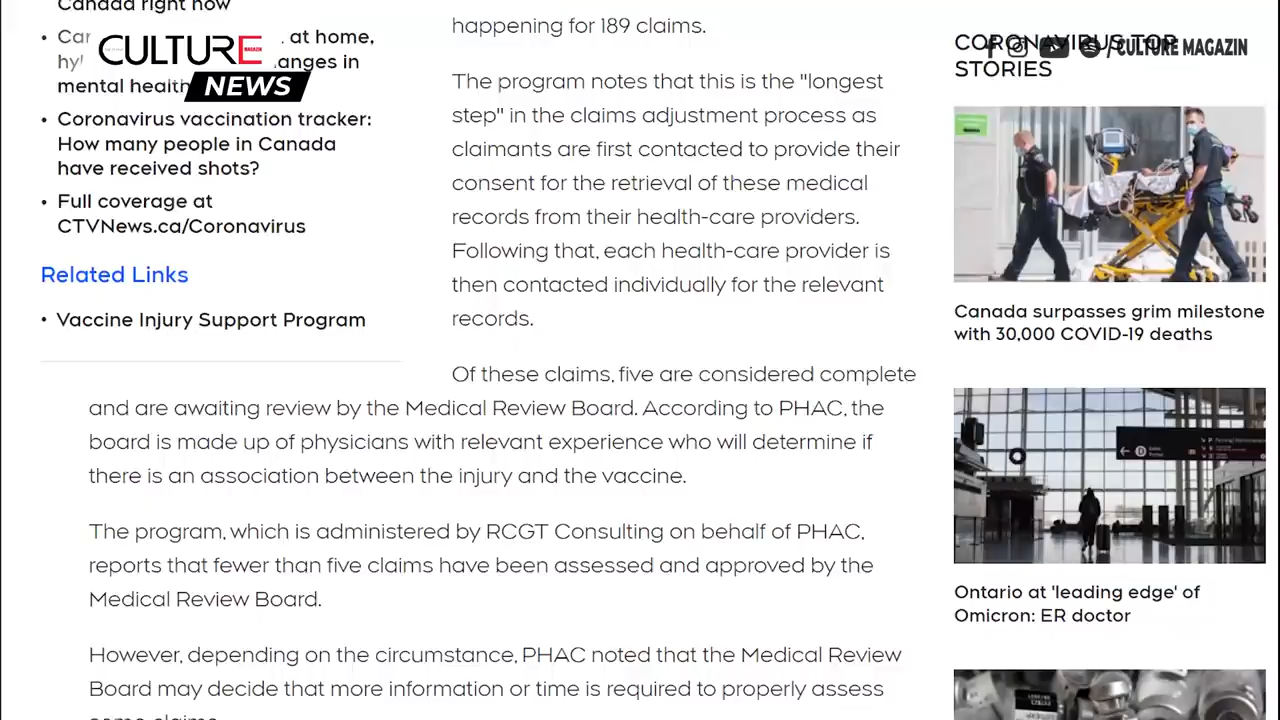 Canada right now
• Car
at home,
hyl
anges in
mental health
• Coronavirus vaccination tracker:
How many people in Canada
have received shots?
• Full coverage at
CTVNews.ca/Coronavirus
Related Links
• Vaccine Injury Support Program
CULTURE
MAGAZIN
NEWS
happening for 189 claims.
The program notes that this is the "longest
step" in the claims adjustment process as
claimants are first contacted to provide their
consent for the retrieval of these medical
records from their health-care providers.
Following that, each health-care provider is
then contacted individually for the relevant
records.
Of these claims, five are considered complete
and are awaiting review by the Medical Review Board. According to PHAC, the
board is made up of physicians with relevant experience who will determine if
there is an association between the injury and the vaccine.
The program, which is administered by RCGT Consulting on behalf of PHAC,
reports that fewer than five claims have been assessed and approved by the
Medical Review Board.
However, depending on the circumstance, PHAC noted that the Medical Review
Board may decide that more information or time is required to properly assess
some claims.
CORONAVIRUS TOP
STORIES
/CULTURE MAGAZIN
Canada surpasses grim milestone
with 30,000 COVID-19 deaths
D
Ontario at 'leading edge' of
Omicron: ER doctor